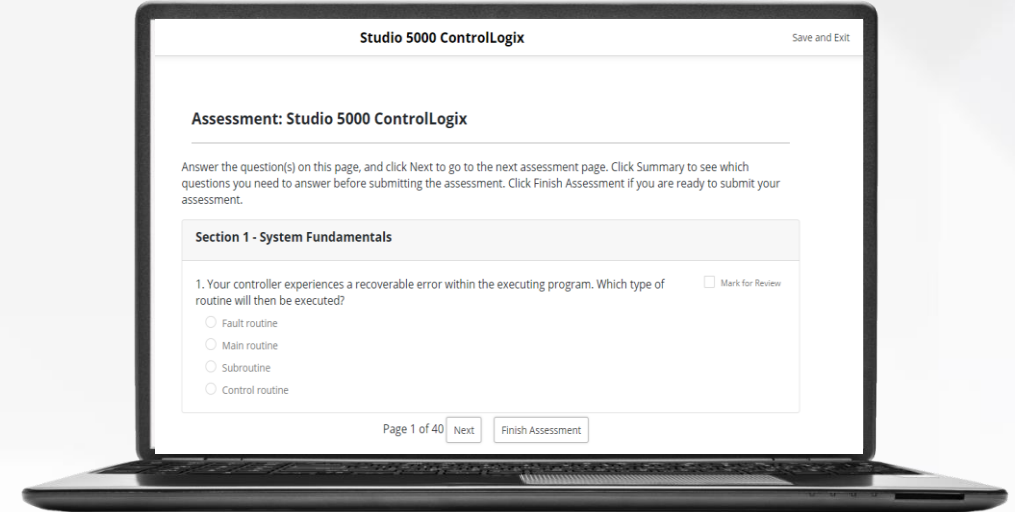 Studio 5000 ControlLogix
Save and Exit
Assessment: Studio 5000 ControlLogix
Answer the question(s) on this page, and click Next to go to the next assessment page. Click Summary to see which
questions you need to answer before submitting the assessment. Click Finish Assessment if you are ready to submit your
assessment.
Section 1 - System Fundamentals
1. Your controller experiences a recoverable error within the executing program. Which type of
routine will then be executed?
Mark for Review
Fault routine
Main routine
Subroutine
Control routine
Page 1 of 40
Next
Finish Assessment